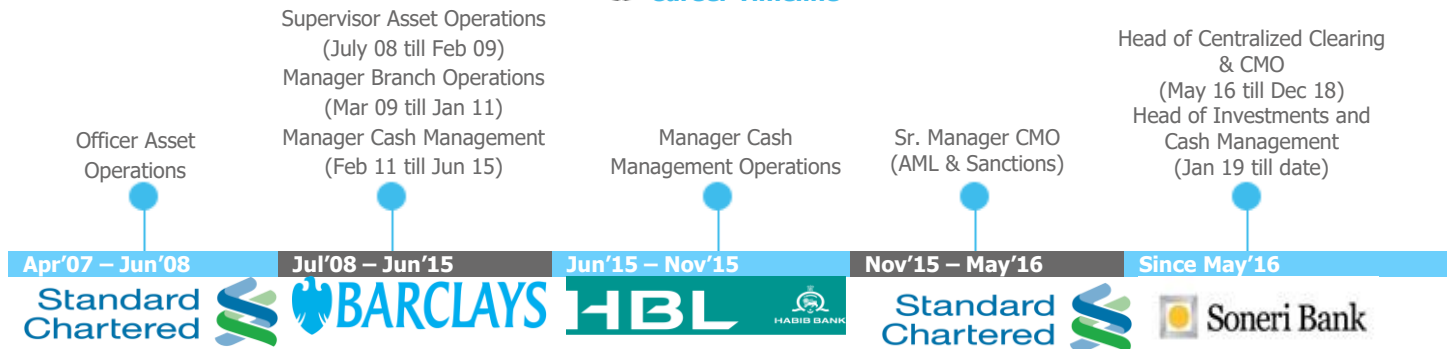 Career Timeline
Officer Asset
Operations
Supervisor Asset Operations
(July 08 till Feb 09)
Manager Branch Operations
(Mar 09 till Jan 11)
Manager Cash Management
(Feb 11 till Jun 15)
Manager Cash
Management Operations
Sr. Manager CMO
(AML & Sanctions)
Head of Centralized Clearing
& CMO
(May 16 till Dec 18)
Head of Investments and
Cash Management
(Jan 19 till date)
Apr’07 – Jun’08
Jul’08 – Jun’15
Jun’15 – Nov’15
Nov’15 – May’16
Since May’16
Standard
Chartered
BARCLAYS
HBL
HABIB BANK
Standard
Chartered
Soneri Bank